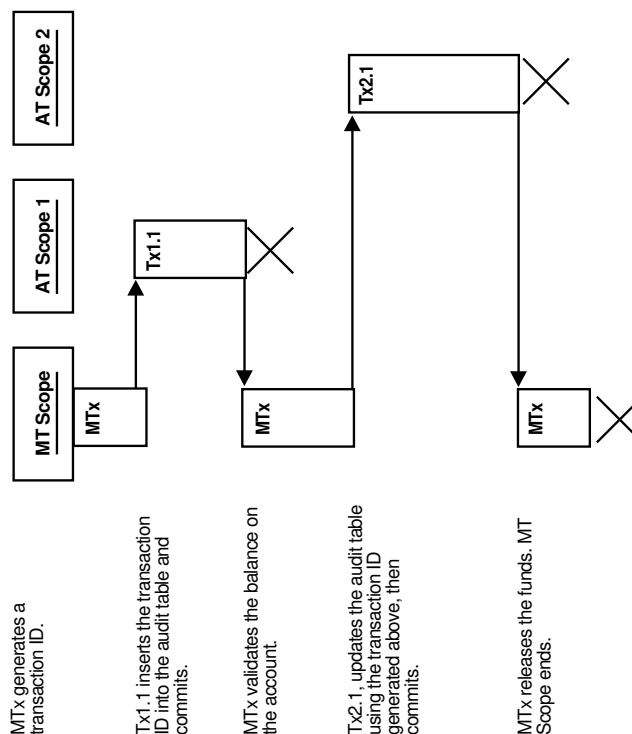 MT Scope
AT Scope 1
AT Scope 2
MTx generates a
transaction ID.
MTx
Tx1.1 inserts the transaction
ID into the audit table and
commits.
Tx1.1
MTx validates the balance on
the account.
MTx
Tx2.1, updates the audit table
using the transaction ID
generated above, then
commits.
Tx2.1
MTx releases the funds. MT
Scope ends.
MTx